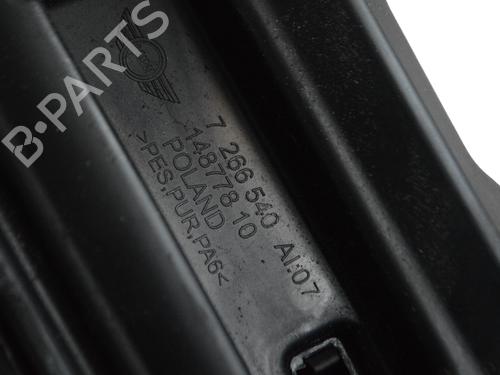 B-PARTS
7 266 540 AI:07
148778 10
POLAND
>PES,PUR,PA6<